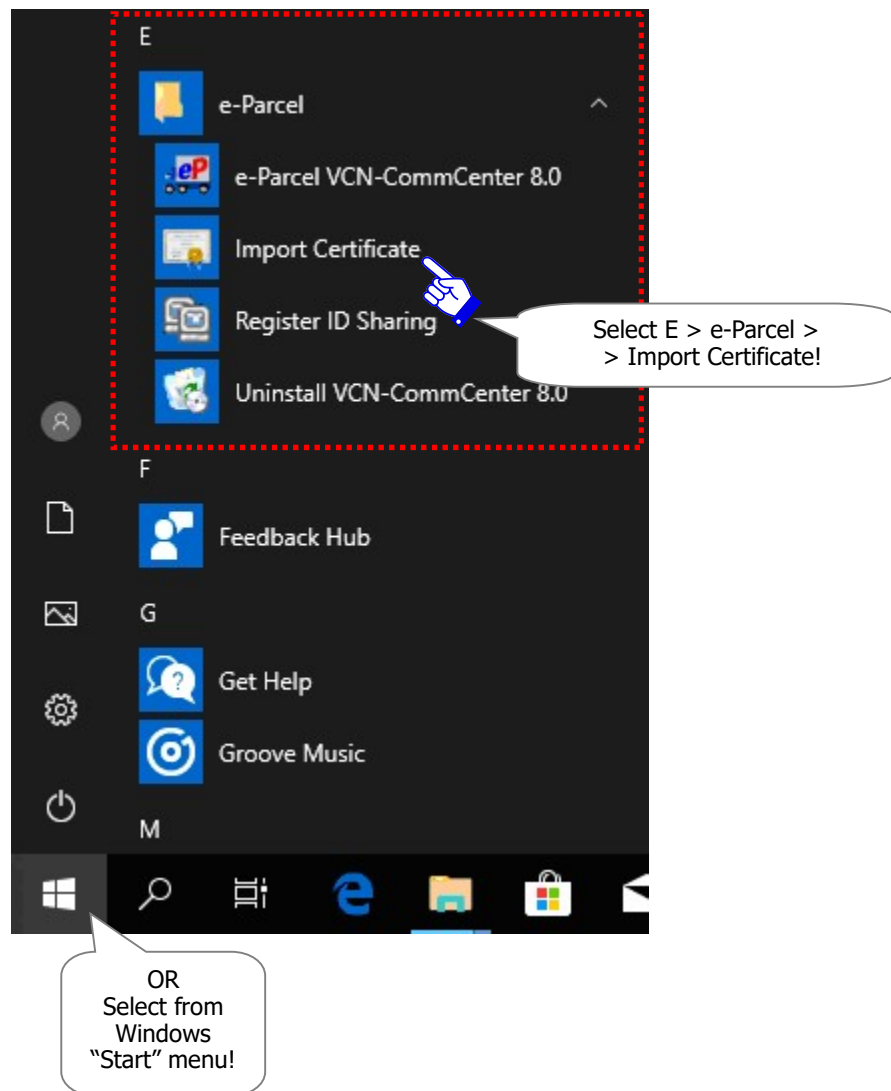 E
e-Parcel
eP
e-Parcel VCN-CommCenter 8.0
Import Certificate
Register ID Sharing
Select E > e-Parcel >
> Import Certificate!
Uninstall VCN-CommCenter 8.0
F
Feedback Hub
G
Get Help
Groove Music
M
OR
Select from
Windows
“Start” menu!